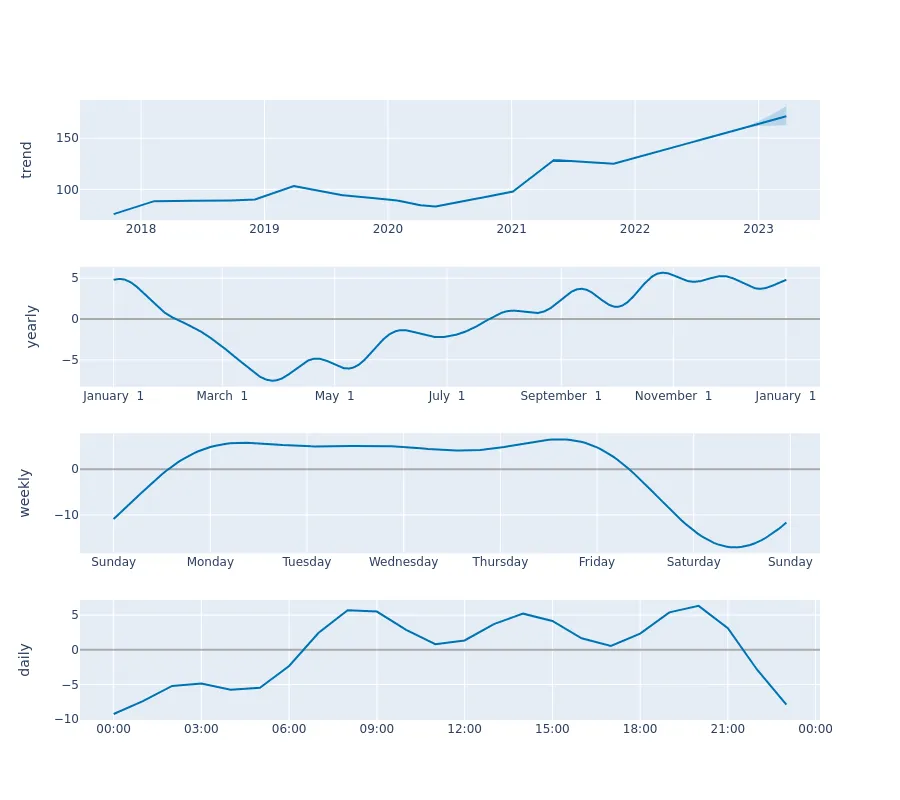 trend
150
100
2018 2019 2020 2021 2022 2023
yearly
5
0
−5
January 1 March 1 May 1 July 1 September 1 November 1 January 1
weekly
0
−10
Sunday Monday Tuesday Wednesday Thursday Friday Saturday Sunday
daily
5
0
−5
−10
00:00 03:00 06:00 09:00 12:00 15:00 18:00 21:00 00:00